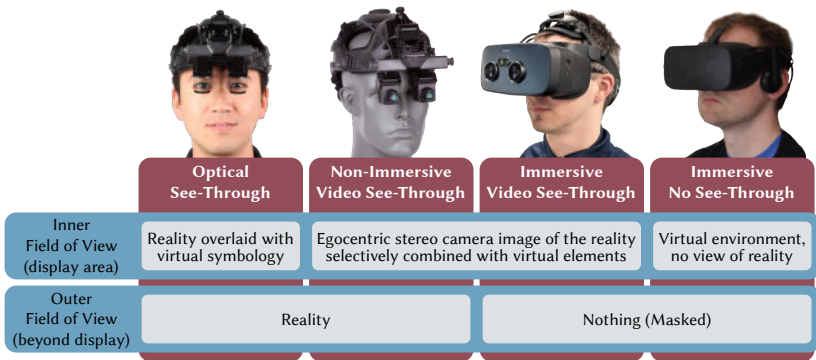 Optical
See-Through
Non-Immersive
Video See-Through
Immersive
Video See-Through
Immersive
No See-Through
Inner
Field of View
(display area)
Reality overlaid with
virtual symbology
Egocentric stereo camera image of the reality
selectively combined with virtual elements
Virtual environment,
no view of reality
Outer
Field of View
(beyond display)
Reality
Nothing (Masked)